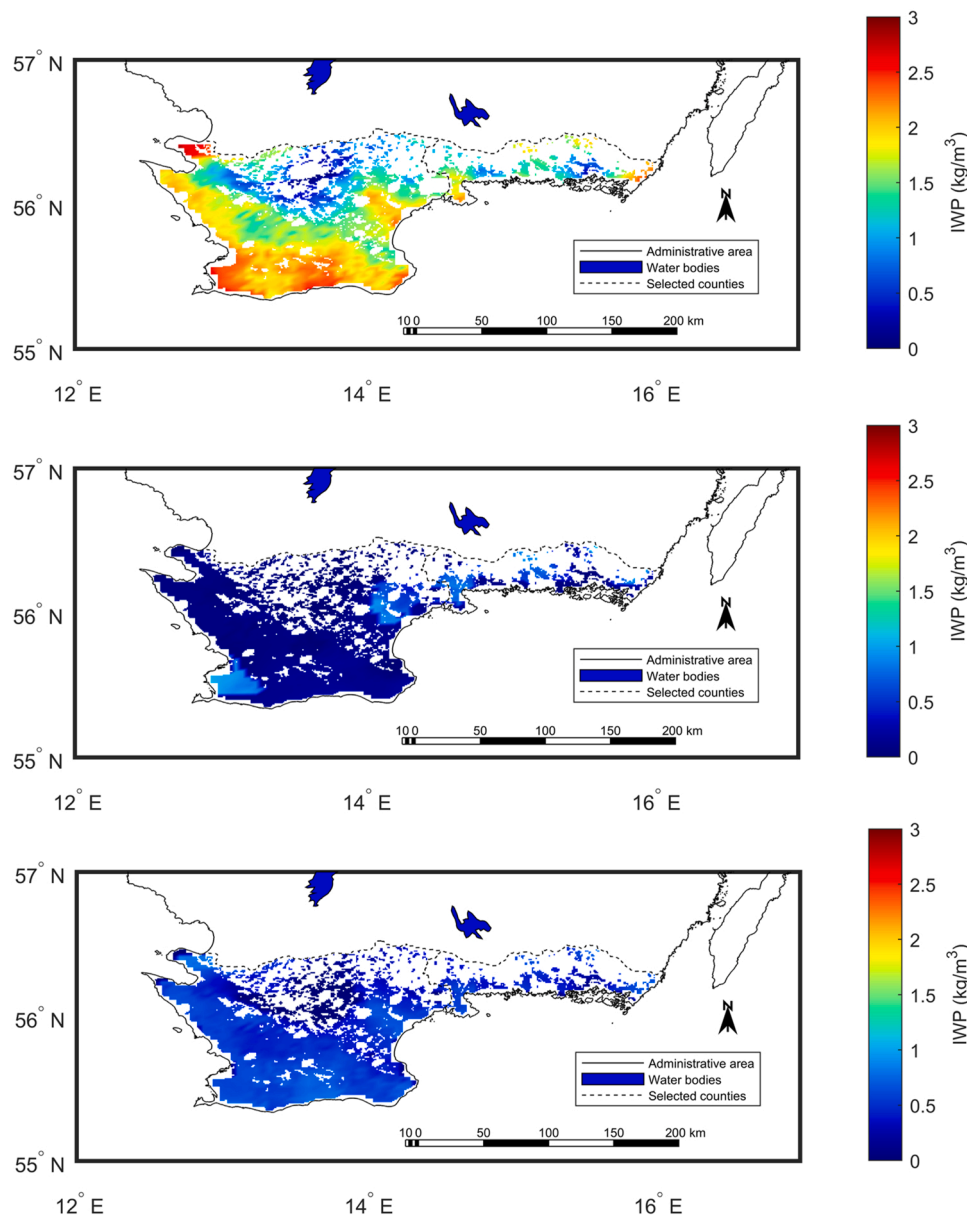 57° N
56° N
55° N
12° E
14° E
16° E
N
Administrative area
Water bodies
Selected counties
10 0 50 100 150 200 km
3
2.5
2
1.5
1
0.5
0
IWP (kg/m³)
57° N
56° N
55° N
12° E
14° E
16° E
N
Administrative area
Water bodies
Selected counties
10 0 50 100 150 200 km
3
2.5
2
1.5
1
0.5
0
IWP (kg/m³)
57° N
56° N
55° N
12° E
14° E
16° E
N
Administrative area
Water bodies
Selected counties
10 0 50 100 150 200 km
3
2.5
2
1.5
1
0.5
0
IWP (kg/m³)